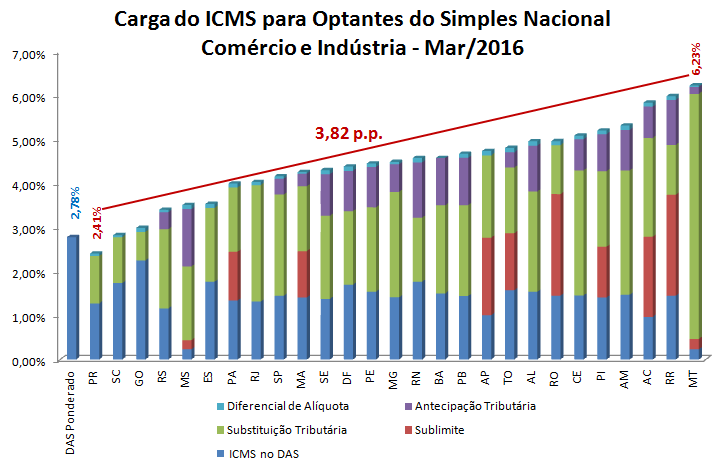 Carga do ICMS para Optantes do Simples Nacional
Comércio e Indústria - Mar/2016
7,00%
6,00%
5,00%
4,00%
3,00%
2,00%
1,00%
0,00%
2,78%
2,41%
3,82 p.p.
6,23%
DAS Ponderado
PR
SC
GO
RS
MS
ES
PA
RJ
SP
MA
SE
DF
PE
MG
RN
BA
PB
AP
TO
AL
RO
CE
PI
AM
AC
RR
MT
Diferencial de Alíquota
Antecipação Tributária
Substituição Tributária
Sublimite
ICMS no DAS